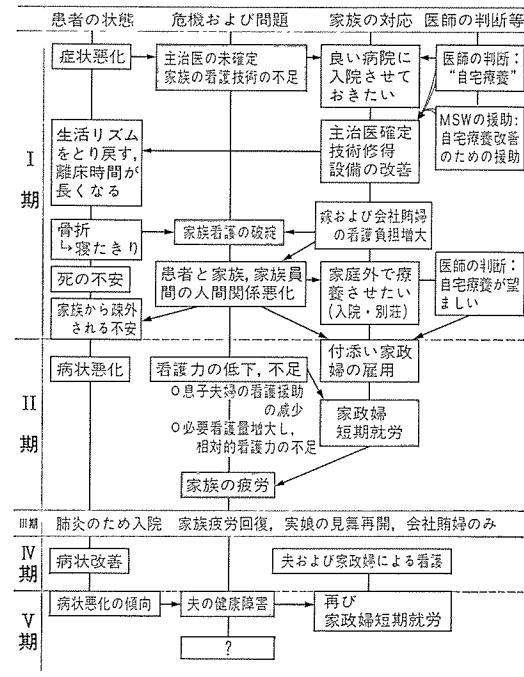 患者の状態 危機および問題 家族の対応 医師の判断等
Ⅰ期
症状悪化
主治医の未確定
家族の看護技術の不足
良い病院に
入院させて
おきたい
医師の判断:
“自宅療養”
MSWの援助:
自宅療養改善
のための援助
生活リズム
をとり戻す,
離床時間が
長くなる
主治医確定
技術修得
設備の改善
骨折
↳寝たきり
家族看護の破綻
嫁および会社賄婦
の看護負担増大
死の不安
患者と家族,家族員
間の人間関係悪化
家庭外で療
養させたい
(入院・別荘)
医師の判断:
自宅療養が望
ましい
家族から疎外
される不安
付添い家政
婦の雇用
Ⅱ期
病状悪化
看護力の低下,不足
○息子夫婦の看護援助
の減少
○必要看護量増大し,
相対的看護力の不足
家政婦
短期就労
家族の疲労
Ⅲ期 肺炎のため入院 家族疲労回復,実娘の見舞再開,会社賄婦のみ
Ⅳ期
病状改善
夫および家政婦による看護
Ⅴ期
病状悪化の傾向
夫の健康障害
再び
家政婦短期就労
?